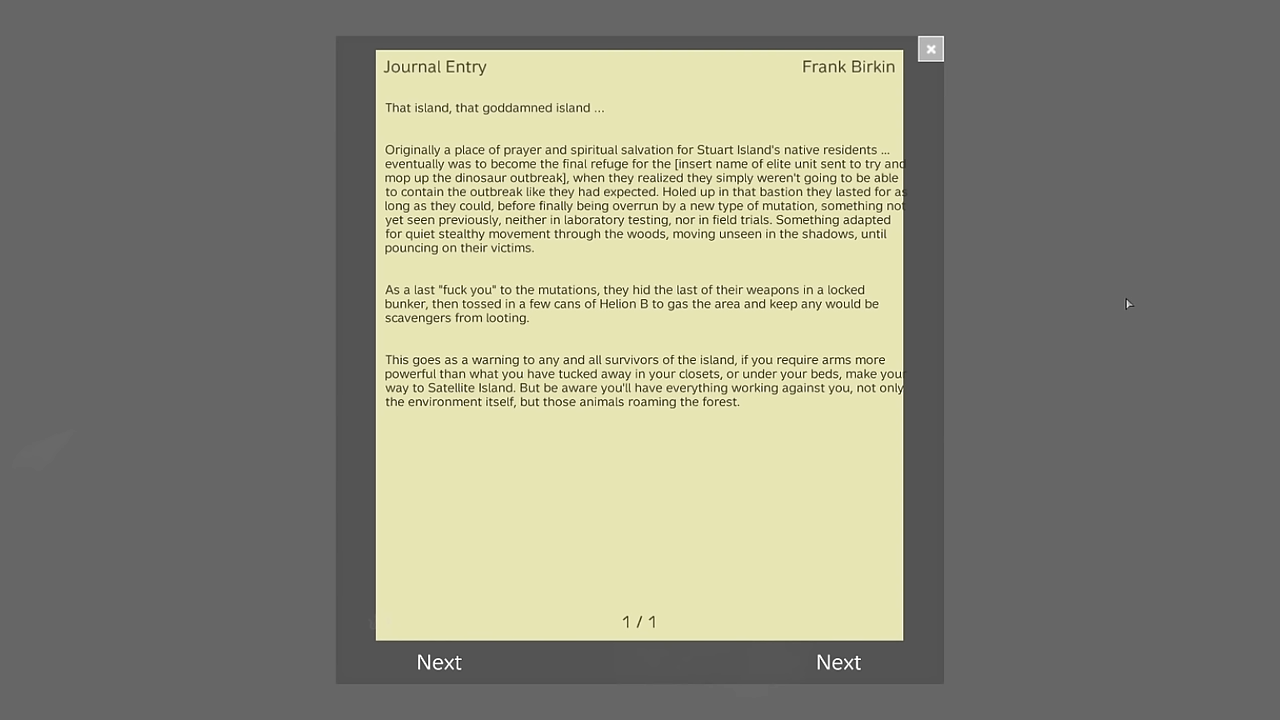 Journal Entry
Frank Birkin
That island, that goddamned island ...
Originally a place of prayer and spiritual salvation for Stuart Island's native residents ...
eventually was to become the final refuge for the [insert name of elite unit sent to try and
mop up the dinosaur outbreak], when they realized they simply weren't going to be able
to contain the outbreak like they had expected. Holed up in that bastion they lasted for as
long as they could, before finally being overrun by a new type of mutation, something not
yet seen previously, neither in laboratory testing, nor in field trials. Something adapted
for quiet stealthy movement through the woods, moving unseen in the shadows, until
pouncing on their victims.
As a last "fuck you" to the mutations, they hid the last of their weapons in a locked
bunker, then tossed in a few cans of Helion B to gas the area and keep any would be
scavengers from looting.
This goes as a warning to any and all survivors of the island, if you require arms more
powerful than what you have tucked away in your closets, or under your beds, make your
way to Satellite Island. But be aware you'll have everything working against you, not only
the environment itself, but those animals roaming the forest.
1 / 1
Next
Next